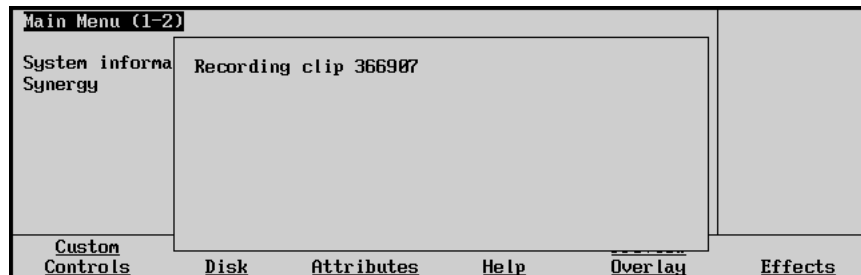 Main Menu (1-2)
System informa
Recording clip 366907
Synergy
Custom
Controls
Disk
Attributes
Help
Overlay
Effects